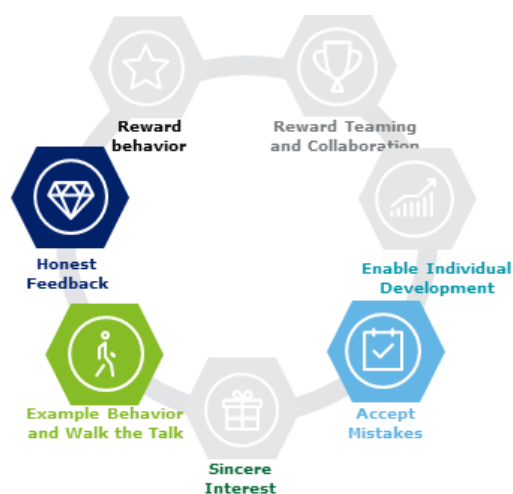 Reward
behavior
Reward Teaming
and Collaboration
Honest
Feedback
Enable Individual
Development
Example Behavior
and Walk the Talk
Accept
Mistakes
Sincere
Interest